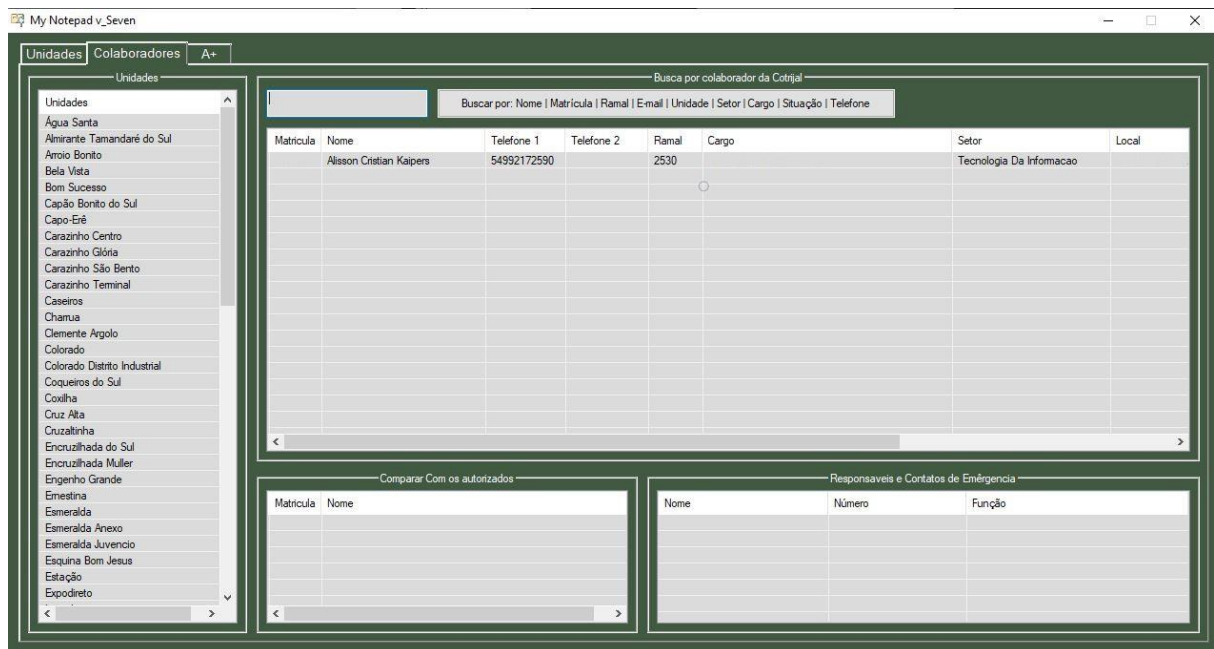 My Notepad v_Seven
Unidades Colaboradores A+
Unidades
Unidades
Água Santa
Almirante Tamandaré do Sul
Arroio Bonito
Bela Vista
Bom Sucesso
Capão Bonito do Sul
Capo-Erê
Carazinho Centro
Carazinho Glória
Carazinho São Bento
Carazinho Terminal
Caseiros
Charrua
Clemente Argolo
Colorado
Colorado Distrito Industrial
Coqueiros do Sul
Coxilha
Cruz Alta
Cruzaltinha
Encruzilhada do Sul
Encruzilhada Muller
Engenho Grande
Ernestina
Esmeralda
Esmeralda Anexo
Esmeralda Juvencio
Esquina Bom Jesus
Estação
Expodireto
Busca por colaborador da Cotrijal
Buscar por: Nome | Matrícula | Ramal | E-mail | Unidade | Setor | Cargo | Situação | Telefone
Matricula Nome Telefone 1 Telefone 2 Ramal Cargo Setor Local
Alisson Cristian Kaipers 54992172590 2530 Tecnologia Da Informacao
Comparar Com os autorizados
Matricula Nome
Responsaveis e Contatos de Emêrgencia
Nome Número Função